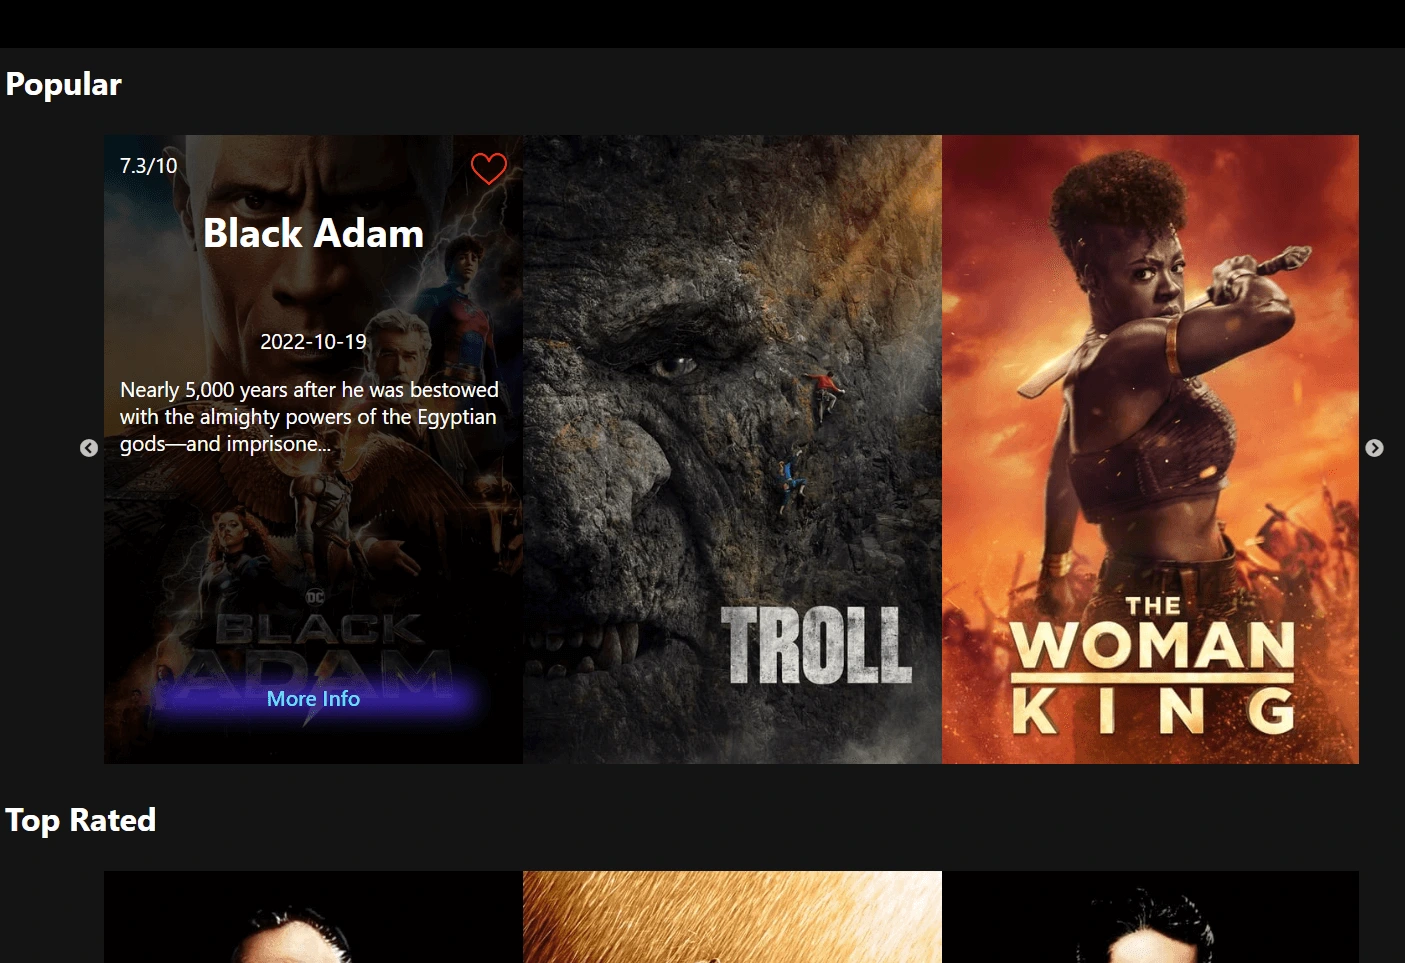 Popular
7.3/10
Black Adam
2022-10-19
Nearly 5,000 years after he was bestowed
with the almighty powers of the Egyptian
gods—and imprisone...
DC
BLACK
ADAM
More Info
TROLL
THE
WOMAN
KING
Top Rated